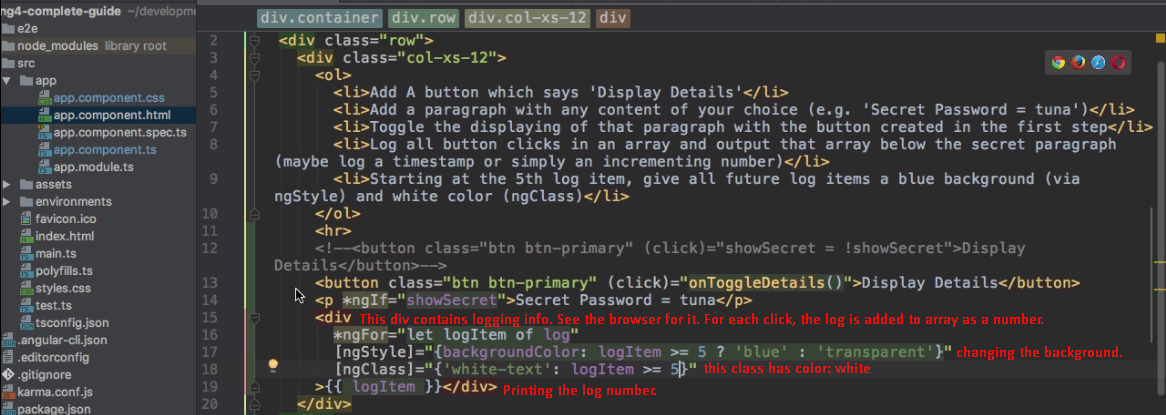 ng4-complete-guide ~/developme
e2e
node_modules library root
src
app
app.component.css
app.component.html
app.component.spec.ts
app.component.ts
app.module.ts
assets
environments
favicon.ico
index.html
main.ts
polyfills.ts
styles.css
test.ts
tsconfig.json
.angular-cli.json
.editorconfig
.gitignore
karma.conf.js
package.json
div.container div.row div.col-xs-12 div
2 <div class="row">
3 <div class="col-xs-12">
4 <ol>
5 <li>Add A button which says 'Display Details'</li>
6 <li>Add a paragraph with any content of your choice (e.g. 'Secret Password = tuna')</li>
7 <li>Toggle the displaying of that paragraph with the button created in the first step</li>
8 <li>Log all button clicks in an array and output that array below the secret paragraph
(maybe log a timestamp or simply an incrementing number)</li>
9 <li>Starting at the 5th log item, give all future log items a blue background (via
ngStyle) and white color (ngClass)</li>
10 </ol>
11 <hr>
12 <!--<button class="btn btn-primary" (click)="showSecret = !showSecret">Display
Details</button>-->
13 <button class="btn btn-primary" (click)="onToggleDetails()">Display Details</button>
14 <p *ngIf="showSecret">Secret Password = tuna</p>
15 <div This div contains logging info. See the browser for it. For each click, the log is added to array as a number.
16 *ngFor="let logItem of log"
17 [ngStyle]="{backgroundColor: logItem >= 5 ? 'blue' : 'transparent'}" changing the background.
18 [ngClass]="{'white-text': logItem >= 5}" this class has color: white
19 >{{ logItem }}</div> Printing the log number.
20 </div>